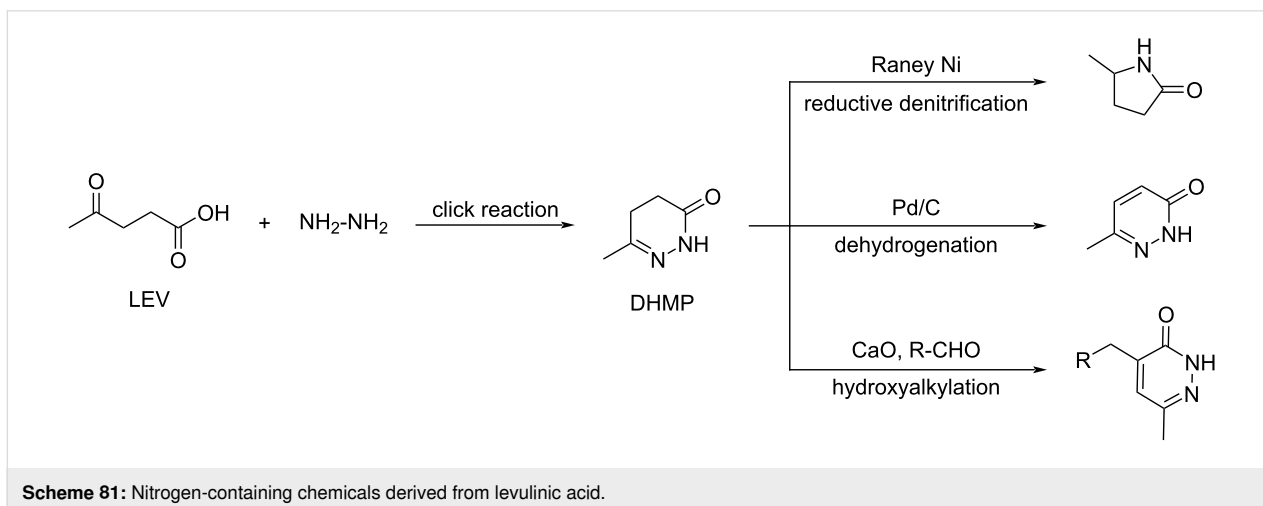 O
OH
O
LEV
+
NH2-NH2
click reaction
O
NH
N
DHMP
Raney Ni
reductive denitrification
H
N
O
Pd/C
dehydrogenation
O
NH
N
CaO, R-CHO
hydroxyalkylation
O
R
NH
N
Scheme 81: Nitrogen-containing chemicals derived from levulinic acid.